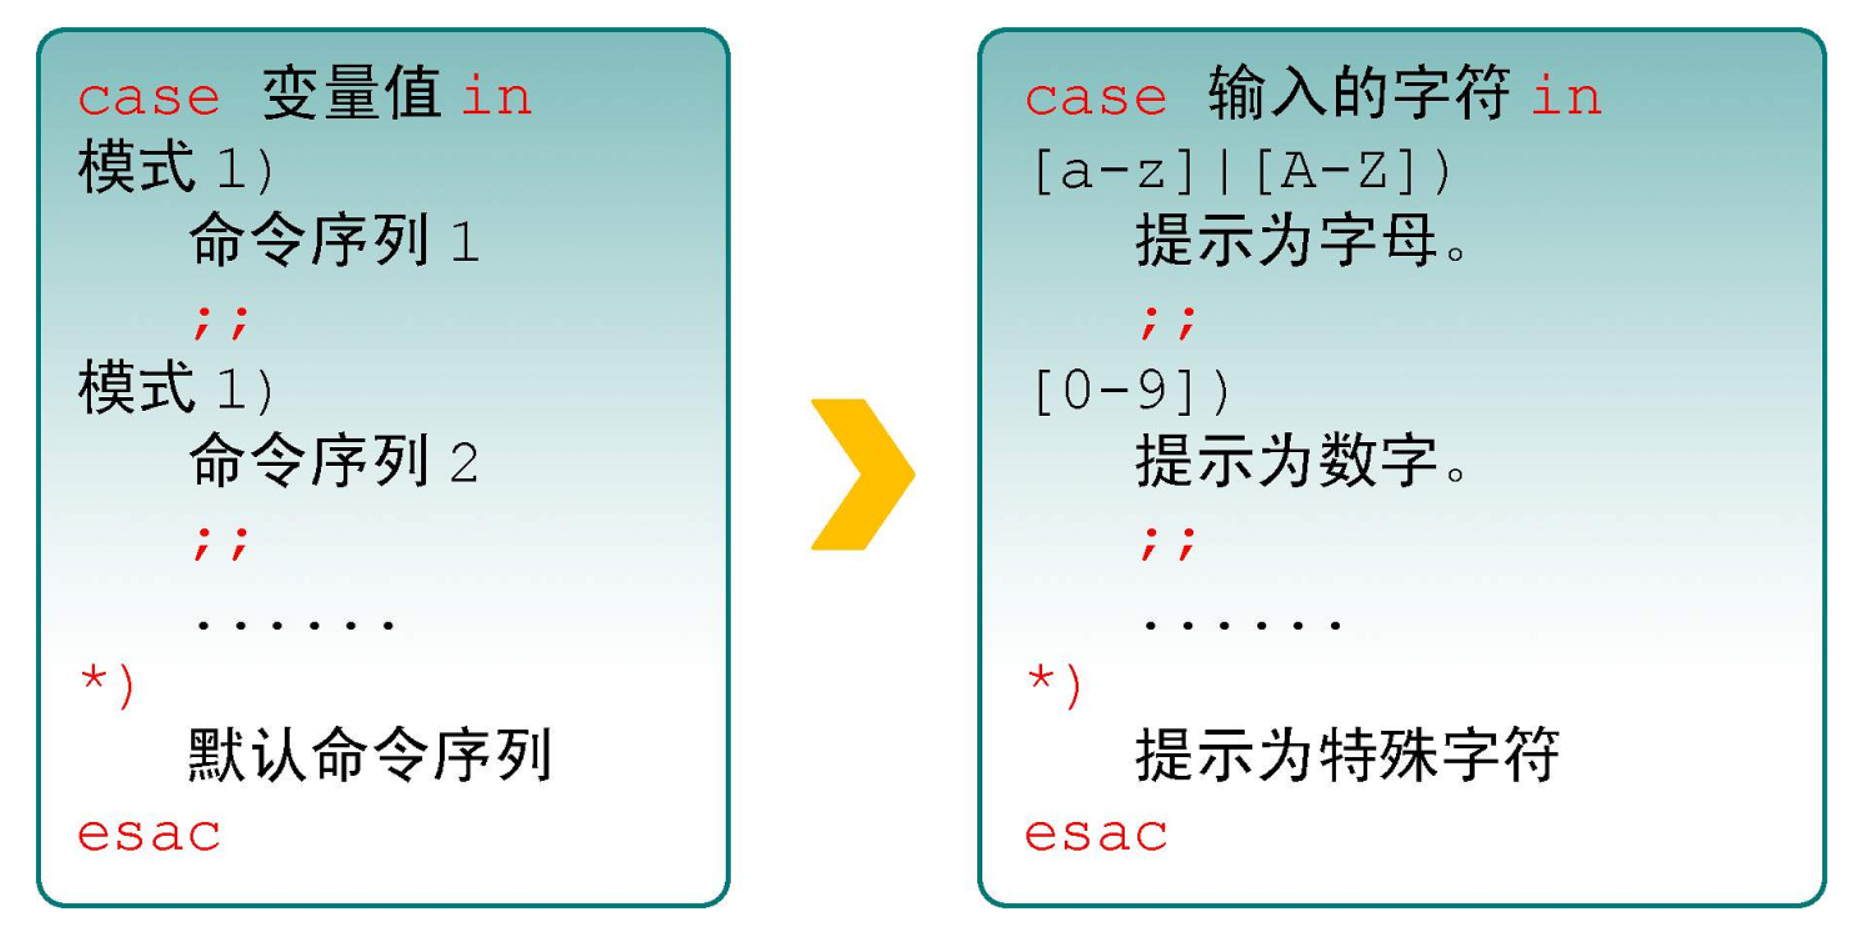 case 变量值 in
模式 1)
命令序列 1
;;
模式 1)
命令序列 2
;;
......
*)
默认命令序列
esac
case 输入的字符 in
[a-z]|[A-Z])
提示为字母。
;;
[0-9])
提示为数字。
;;
......
*)
提示为特殊字符
esac